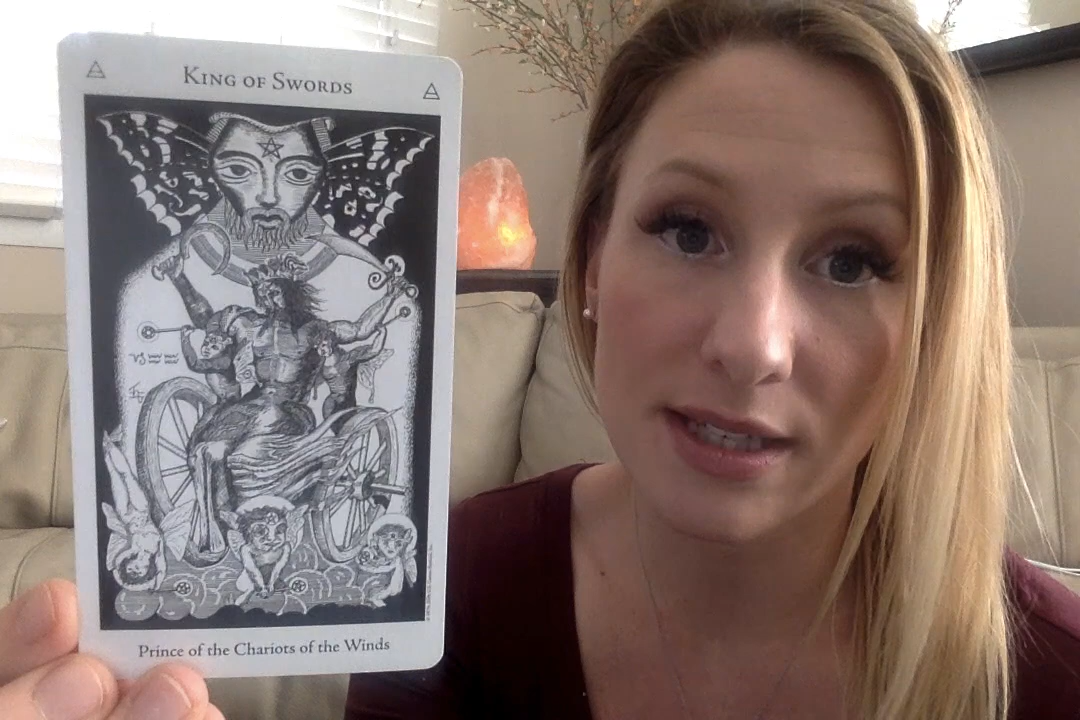 King of Swords
Prince of the Chariots of the Winds